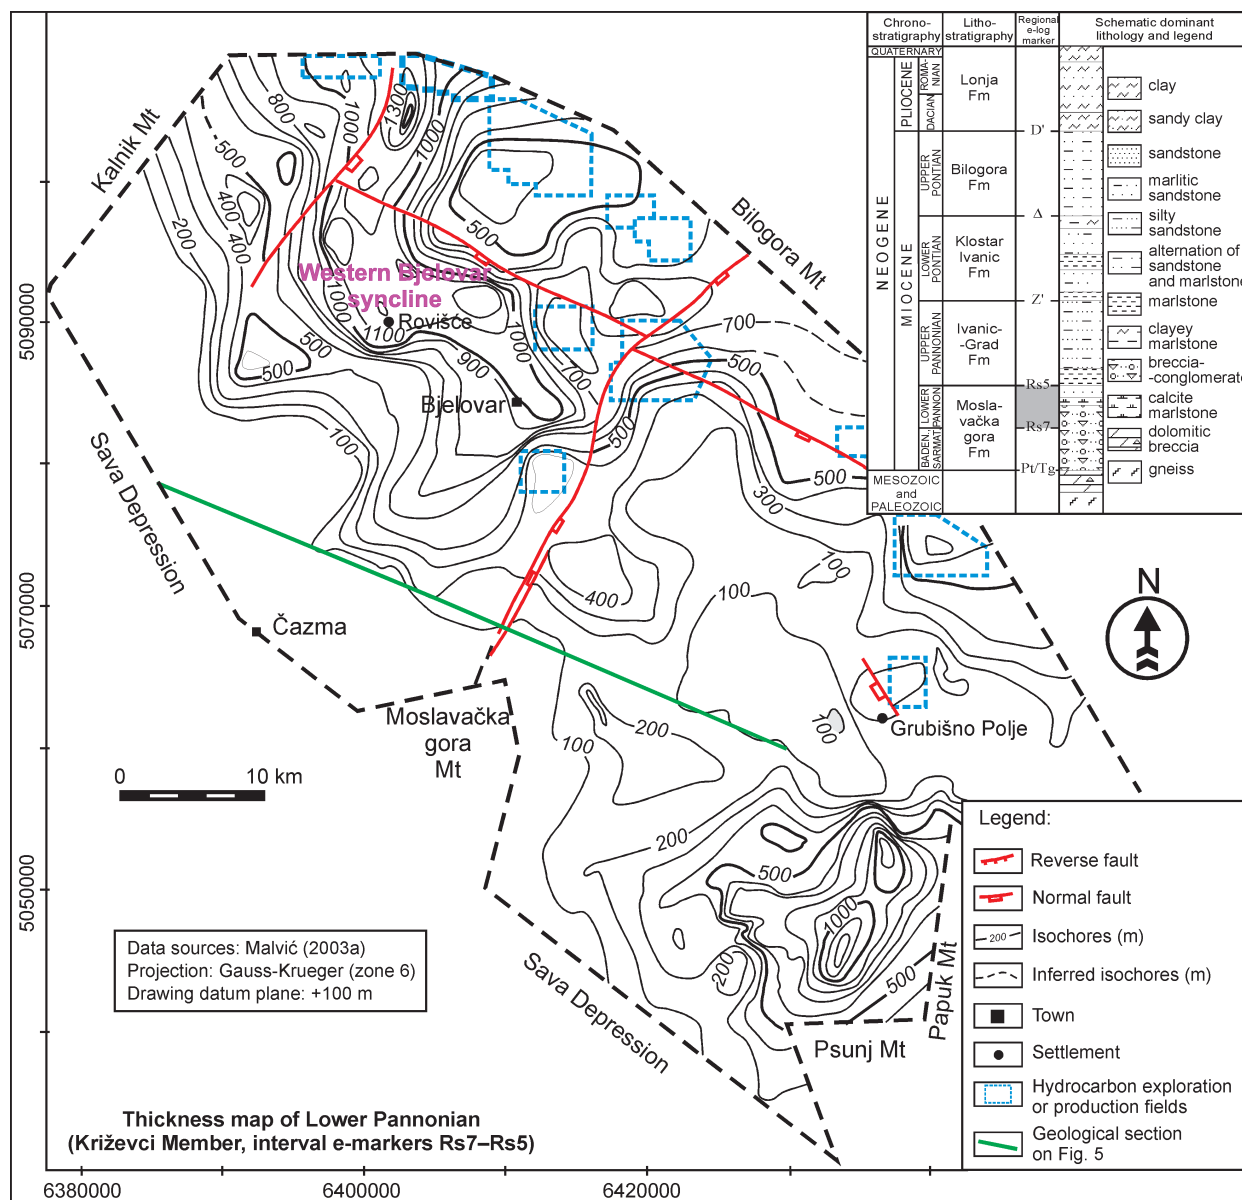 Chrono-
stratigraphy
Litho-
stratigraphy
Regional
e-log
marker
Schematic dominant
lithology and legend
QUATERNARY
NEOGENE
PLIOCENE
MIOCENE
ROMA-
NIAN
DACIAN
UPPER
PONTIAN
LOWER
PONTIAN
UPPER
PANNONIAN
LOWER
PANNON
BADEN.,
SARMAT.
MESOZOIC
and
PALEOZOIC
Lonja
Fm
Bilogora
Fm
Klostar
Ivanic
Fm
Ivanic-
-Grad
Fm
Mosla-
vačka
gora
Fm
D'
Δ
Z'
Rs5
Rs7
Pt/Tg
clay
sandy clay
sandstone
marlitic
sandstone
silty
sandstone
alternation of
sandstone
and marlstone
marlstone
clayey
marlstone
breccia-
-conglomerate
calcite
marlstone
dolomitic
breccia
gneiss
Kalnik Mt
Bilogora Mt
800
1000
1300
1000
500
400
400
200
500
Western Bjelovar
syncline
1000
Rovišće
1100
1000
900
700
700
500
500
500
500
Bjelovar
500
500
100
300
100
100
400
Sava Depression
Čazma
N
Moslavačka
gora
Mt
100
200
100
Grubišno Polje
0
10 km
200
500
1000
200
500
Papuk Mt
Psunj Mt
Sava Depression
Data sources: Malvić (2003a)
Projection: Gauss-Krueger (zone 6)
Drawing datum plane: +100 m
Thickness map of Lower Pannonian
(Križevci Member, interval e-markers Rs7–Rs5)
Legend:
Reverse fault
Normal fault
200
Isochores (m)
Inferred isochores (m)
Town
Settlement
Hydrocarbon exploration
or production fields
Geological section
on Fig. 5
5090000
5070000
5050000
6380000
6400000
6420000